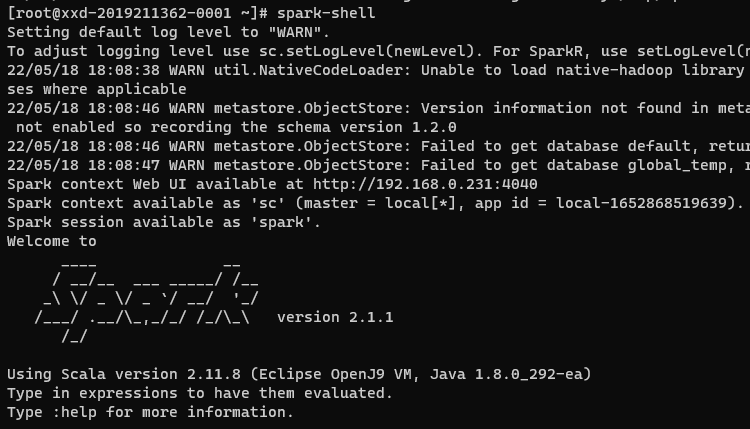 [root@xxd-2019211362-0001 ~]# spark-shell
Setting default log level to "WARN".
To adjust logging level use sc.setLogLevel(newLevel). For SparkR, use setLogLevel(
22/05/18 18:08:38 WARN util.NativeCodeLoader: Unable to load native-hadoop library
ses where applicable
22/05/18 18:08:46 WARN metastore.ObjectStore: Version information not found in meta
 not enabled so recording the schema version 1.2.0
22/05/18 18:08:46 WARN metastore.ObjectStore: Failed to get database default, retur
22/05/18 18:08:47 WARN metastore.ObjectStore: Failed to get database global_temp, r
Spark context Web UI available at http://192.168.0.231:4040
Spark context available as 'sc' (master = local[*], app id = local-1652868519639).
Spark session available as 'spark'.
Welcome to
      ____              __
     / __/__  ___ _____/ /__
    _\ \/ _ \/ _ `/ __/  '_/
   /___/ .__/\_,_/_/ /_/\_\   version 2.1.1
      /_/
Using Scala version 2.11.8 (Eclipse OpenJ9 VM, Java 1.8.0_292-ea)
Type in expressions to have them evaluated.
Type :help for more information.